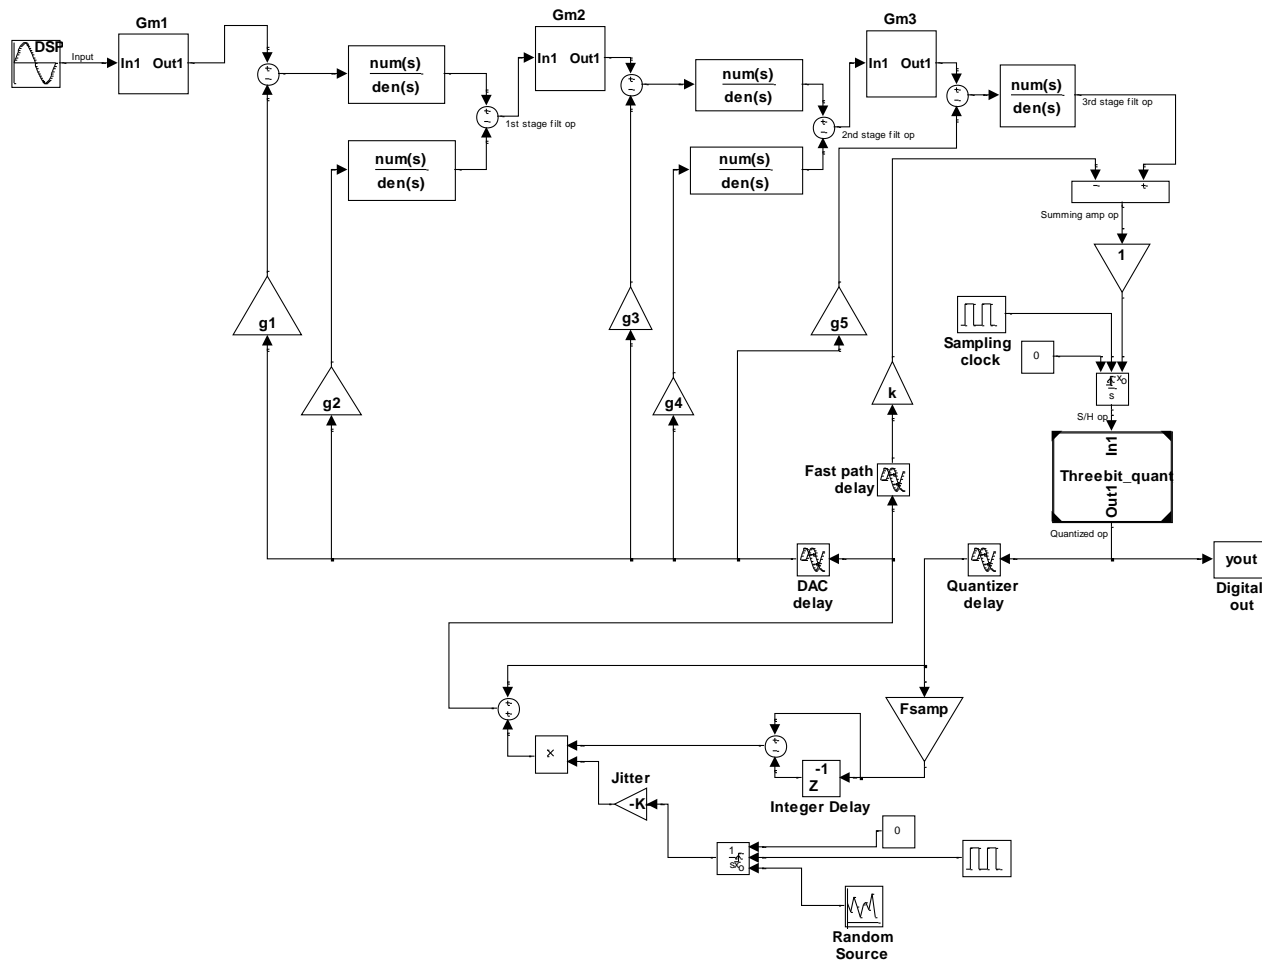 Gm1
Gm2
Gm3
DSP
Input
In1 Out1
In1 Out1
In1 Out1
num(s)
den(s)
num(s)
den(s)
num(s)
den(s)
1st stage filt op
2nd stage filt op
3rd stage filt op
num(s)
den(s)
num(s)
den(s)
Summing amp op
1
g1
g2
g3
g4
g5
k
Sampling
clock
0
xo
s
S/H op
In1
Threebit_quant
Out1
Quantized op
Fast path
delay
DAC
delay
Quantizer
delay
yout
Digital
out
Fsamp
x
-1
Z
Integer Delay
Jitter
-K
0
1
s
xo
Random
Source